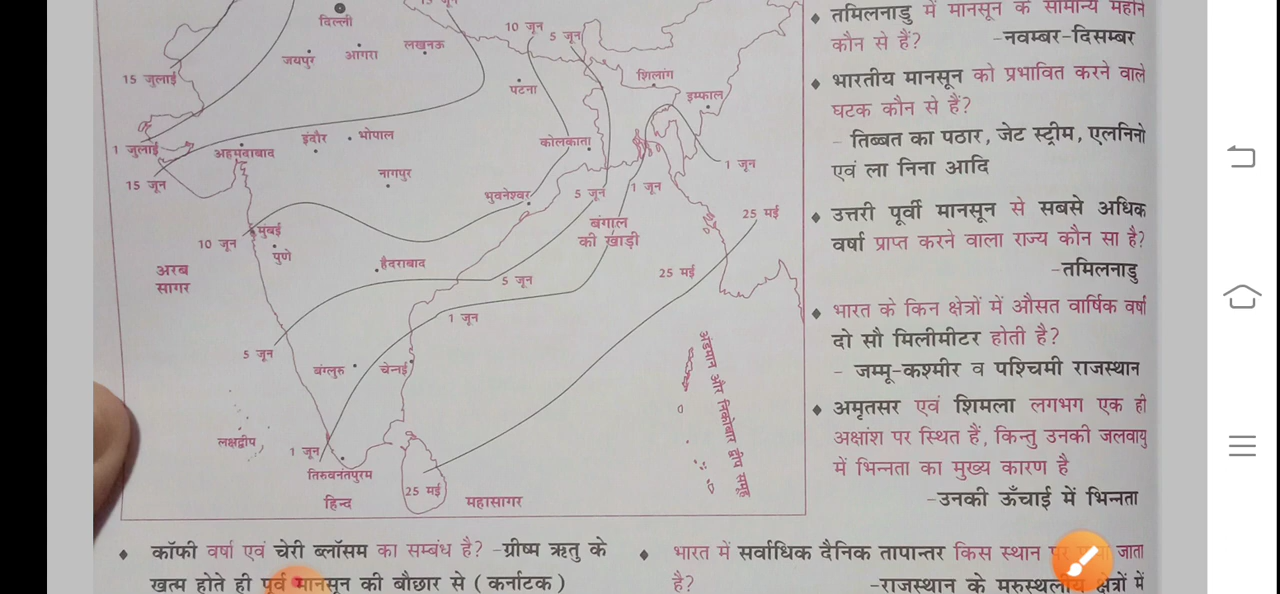 दिल्ली
जयपुर
आगरा
लखनऊ
10 जून
5 जून
15 जुलाई
पटना
शिलांग
इम्फाल
1 जुलाई
अहमदाबाद
इंदौर
भोपाल
कोलकाता
1 जून
15 जून
नागपुर
भुवनेश्वर
5 जून
1 जून
10 जून
मुंबई
पुणे
बंगाल
की खाड़ी
25 मई
अरब
सागर
हैदराबाद
5 जून
25 मई
1 जून
5 जून
बंग्लुरु
चेन्नई
अंडमान और निकोबार द्वीप समूह
लक्षद्वीप
1 जून
तिरुवनंतपुरम
25 मई
हिन्द
महासागर
तमिलनाडु में मानसून के सामान्य महीने
कौन से हैं? -नवम्बर-दिसम्बर
भारतीय मानसून को प्रभावित करने वाले
घटक कौन से हैं?
- तिब्बत का पठार, जेट स्ट्रीम, एलनिनो
एवं ला निना आदि
उत्तरी पूर्वी मानसून से सबसे अधिक
वर्षा प्राप्त करने वाला राज्य कौन सा है?
-तमिलनाडु
भारत के किन क्षेत्रों में औसत वार्षिक वर्षा
दो सौ मिलीमीटर होती है?
- जम्मू-कश्मीर व पश्चिमी राजस्थान
अमृतसर एवं शिमला लगभग एक ही
अक्षांश पर स्थित हैं, किन्तु उनकी जलवायु
में भिन्नता का मुख्य कारण है
-उनकी ऊँचाई में भिन्नता
कॉफी वर्षा एवं चेरी ब्लॉसम का सम्बंध है? -ग्रीष्म ऋतु के
खत्म होते ही पूर्व मानसून की बौछार से ( कर्नाटक )
भारत में सर्वाधिक दैनिक तापान्तर किस स्थान जाता
है? -राजस्थान के मरुस्थलीय क्षेत्रों में